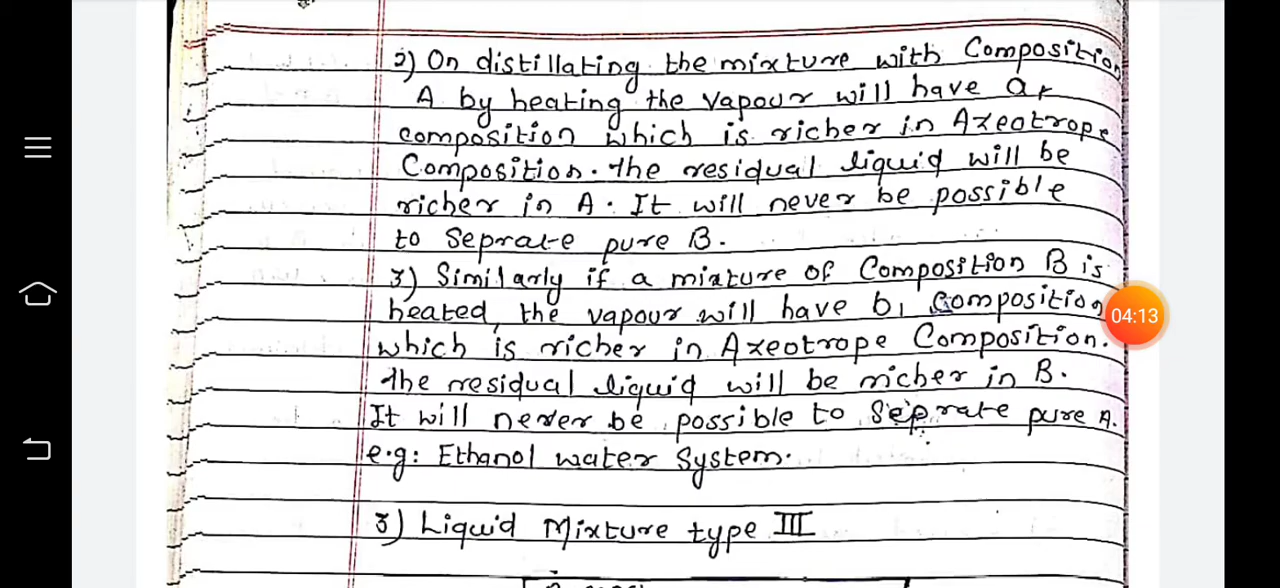 2) On distillating the mixture with Composition
A by heating the vapour will have a1
composition which is richer in Azeotrope
Composition. the residual liquid will be
richer in A. It will never be possible
to Seprate pure B.
3) Similarly if a mixture of Composition B is
heated, the vapour will have b1 composition
04:13
which is richer in Azeotrope Composition.
the residual liquid will be richer in B.
It will never be possible to Seprate pure A.
e.g: Ethanol water System.
3) Liquid Mixture type III